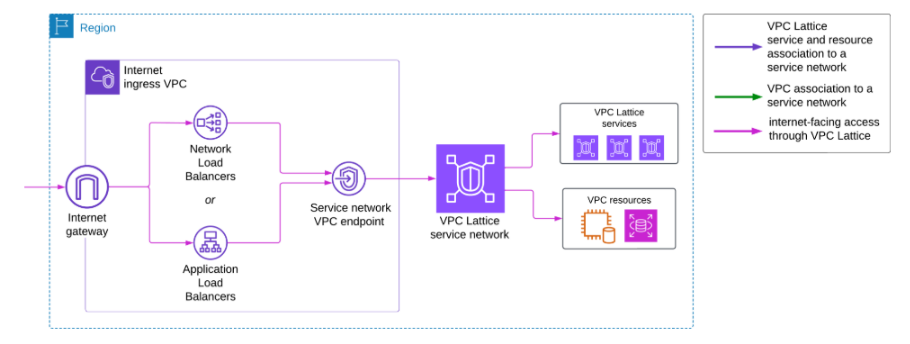 Region
Internet
ingress VPC
Network
Load
Balancers
or
Application
Load
Balancers
Internet
gateway
Service network
VPC endpoint
VPC Lattice
service network
VPC Lattice
services
VPC resources
VPC Lattice
service and resource
association to a
service network
VPC association to a
service network
internet-facing access
through VPC Lattice